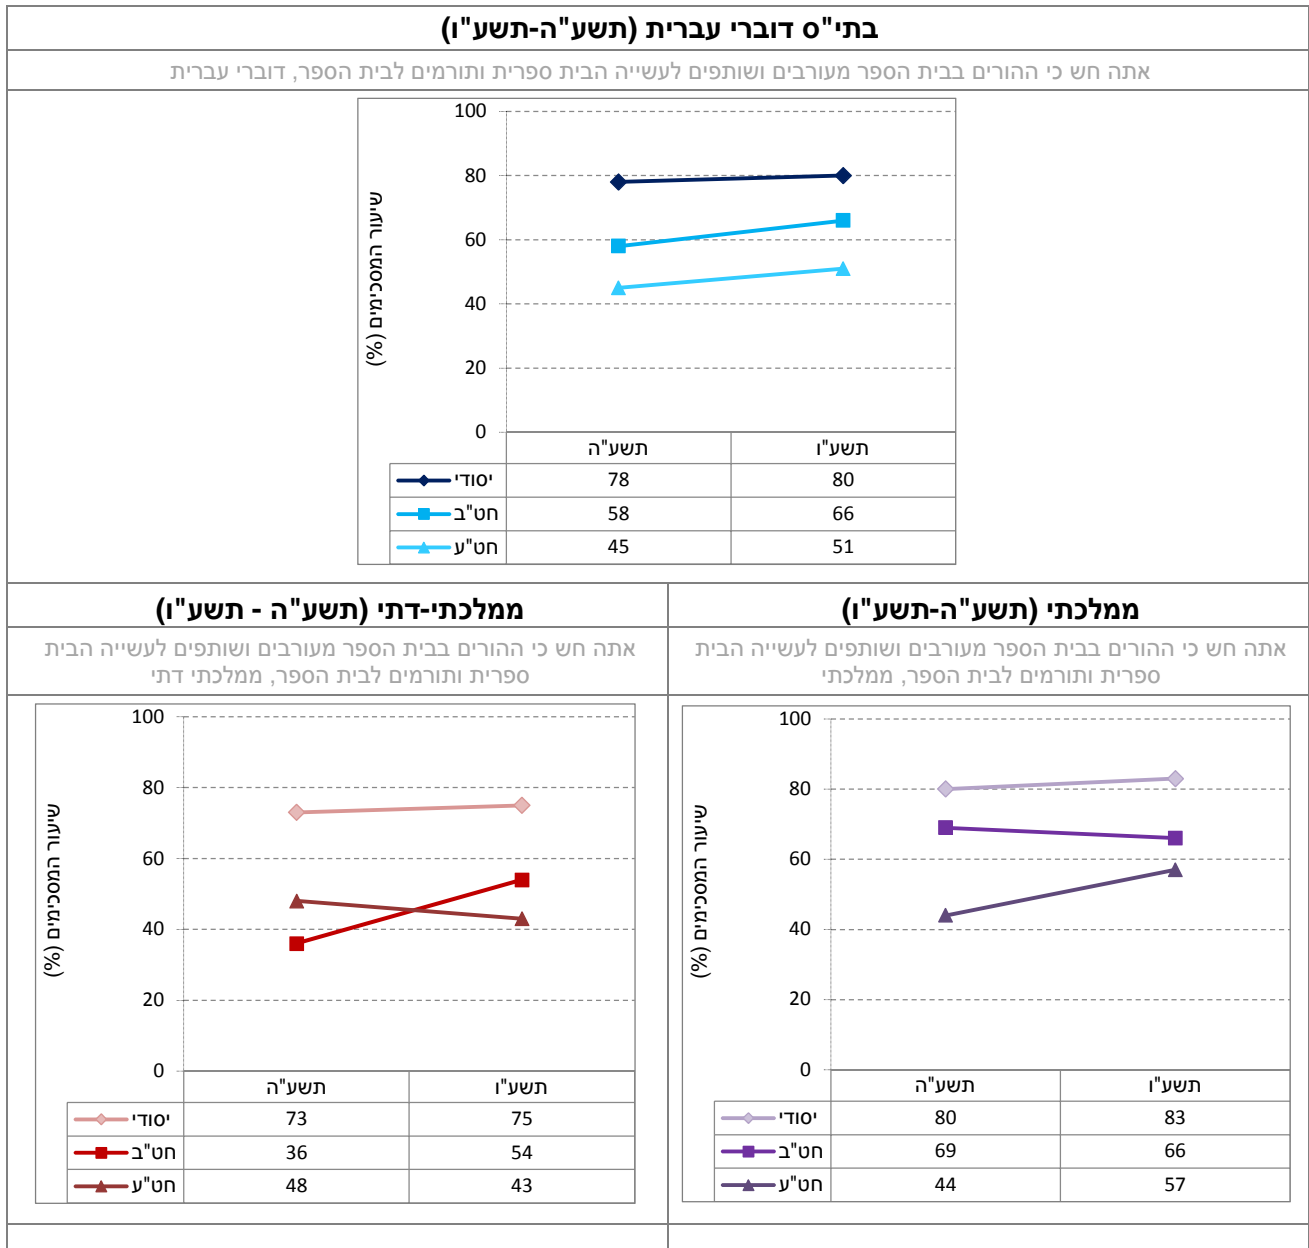 בתי"ס דוברי עברית (תשע"ה-תשע"ו)
אתה חש כי ההורים בבית הספר מעורבים ושותפים לעשייה הבית ספרית ותורמים לבית הספר, דוברי עברית
שיעור המסכימים (%)
100
80
60
40
20
0
תשע"ה תשע"ו
יסודי 78 80
חט"ב 58 66
חט"ע 45 51
ממלכתי (תשע"ה-תשע"ו)
אתה חש כי ההורים בבית הספר מעורבים ושותפים לעשייה הבית
ספרית ותורמים לבית הספר, ממלכתי
שיעור המסכימים (%)
100
80
60
40
20
0
תשע"ה תשע"ו
יסודי 80 83
חט"ב 69 66
חט"ע 44 57
ממלכתי-דתי (תשע"ה - תשע"ו)
אתה חש כי ההורים בבית הספר מעורבים ושותפים לעשייה הבית
ספרית ותורמים לבית הספר, ממלכתי דתי
שיעור המסכימים (%)
100
80
60
40
20
0
תשע"ה תשע"ו
יסודי 73 75
חט"ב 36 54
חט"ע 48 43